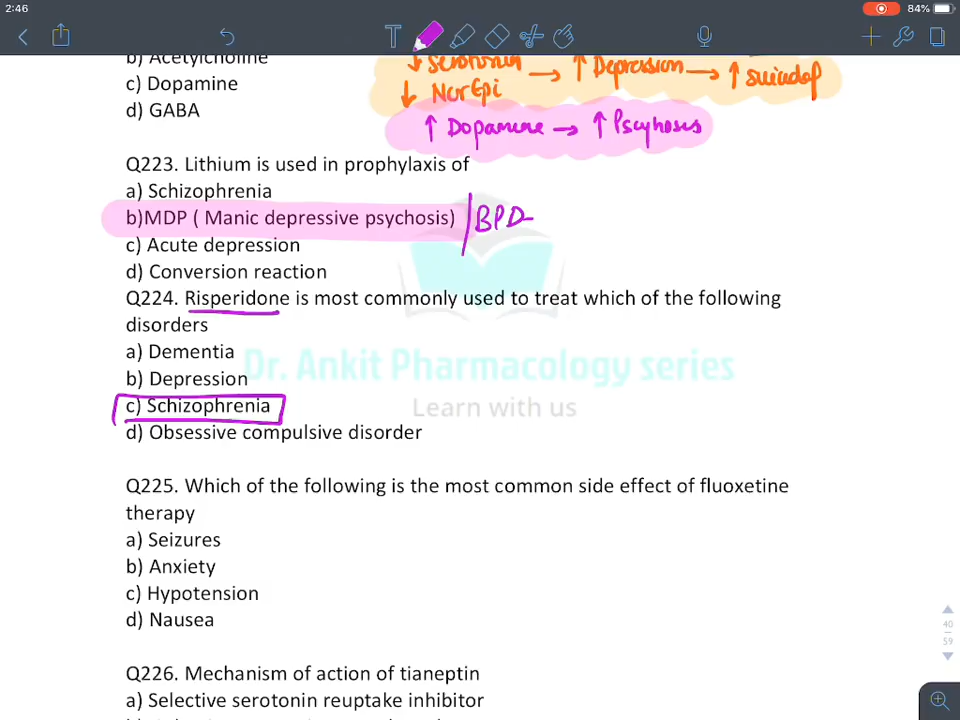 2:46
84%
T
b) Acetylcholine
↓ Serotonin → ↑ Depression → ↑
c) Dopamine
↓ NorEpi
d) GABA
↑ Dopamine → ↑ Pscyhoses
Q223. Lithium is used in prophylaxis of
a) Schizophrenia
b)MDP ( Manic depressive psychosis) / BPD
c) Acute depression
d) Conversion reaction
Q224. Risperidone is most commonly used to treat which of the following
disorders
a) Dementia
Dr. Ankit Pharmacology series
b) Depression
c) Schizophrenia
Learn with us
d) Obsessive compulsive disorder
Q225. Which of the following is the most common side effect of fluoxetine
therapy
a) Seizures
b) Anxiety
c) Hypotension
40
59
d) Nausea
Q226. Mechanism of action of tianeptin
a) Selective serotonin reuptake inhibitor